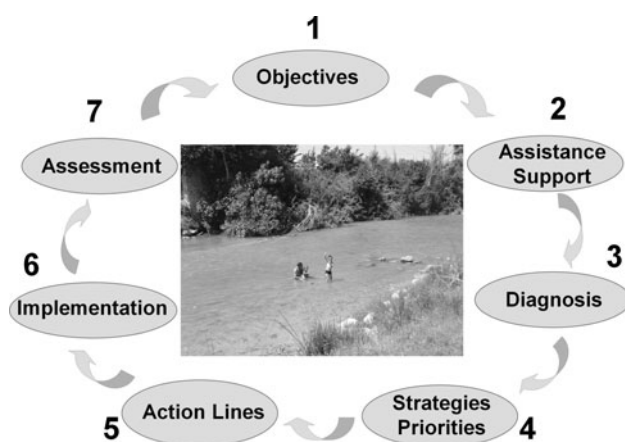 1
Objectives
2
Assistance
Support
3
Diagnosis
4
Strategies
Priorities
5
Action Lines
6
Implementation
7
Assessment